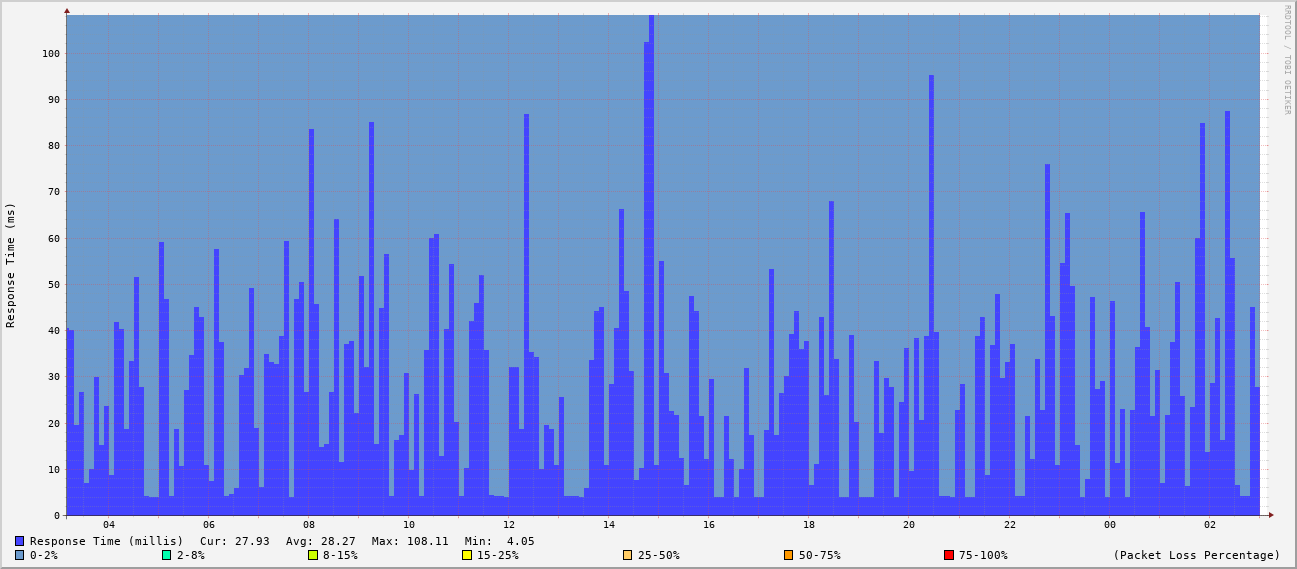 RRDTOOL / TOBI OETIKER
Response Time (ms)
100
90
80
70
60
50
40
30
20
10
0
04 06 08 10 12 14 16 18 20 22 00 02
Response Time (millis) Cur: 27.93 Avg: 28.27 Max: 108.11 Min: 4.05
0-2% 2-8% 8-15% 15-25% 25-50% 50-75% 75-100% (Packet Loss Percentage)